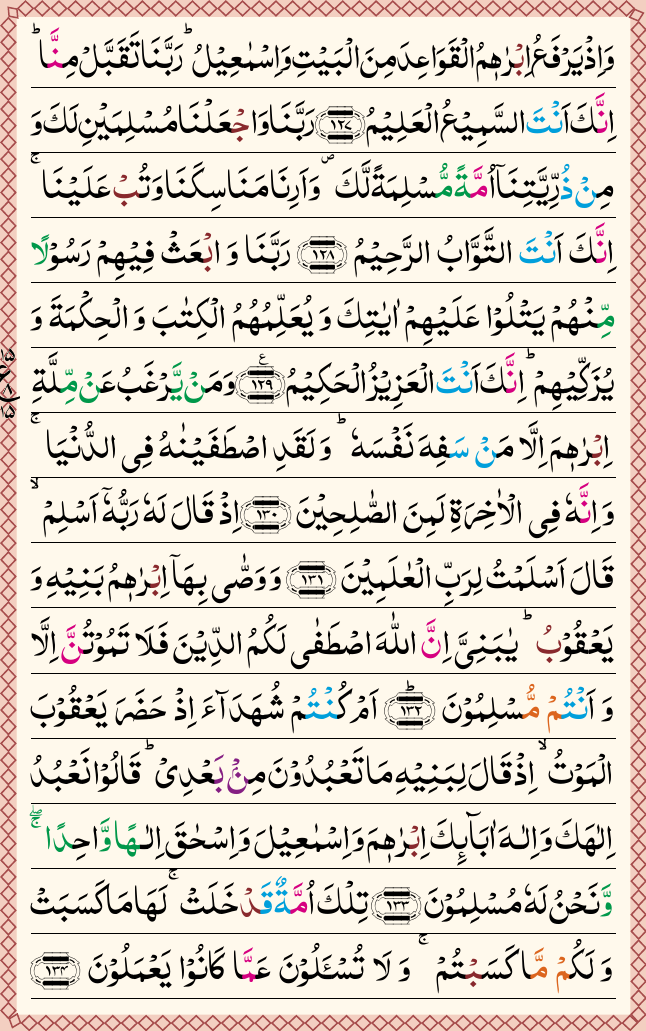 وَاِذْ يَرْفَعُ اِبْرٰهٖمُ الْقَوَاعِدَ مِنَ الْبَيْتِ وَاِسْمٰعِيْلُ ؕ رَبَّنَا تَقَبَّلْ مِنَّا ؕ
اِنَّكَ اَنْتَ السَّمِيْعُ الْعَلِيْمُ ﴿۱۲۷﴾ رَبَّنَا وَاجْعَلْنَا مُسْلِمَيْنِ لَكَ وَ
مِنْ ذُرِّيَّتِنَاۤ اُمَّةً مُّسْلِمَةً لَّكَ ۪ وَاَرِنَا مَنَاسِكَنَا وَتُبْ عَلَيْنَا ۚ
اِنَّكَ اَنْتَ التَّوَّابُ الرَّحِيْمُ ﴿۱۲۸﴾ رَبَّنَا وَ ابْعَثْ فِيْهِمْ رَسُوْلًا
مِّنْهُمْ يَتْلُوْا عَلَيْهِمْ اٰيٰتِكَ وَ يُعَلِّمُهُمُ الْكِتٰبَ وَ الْحِكْمَةَ وَ
يُزَكِّيْهِمْ ؕ اِنَّكَ اَنْتَ الْعَزِيْزُ الْحَكِيْمُ ﴿۱۲۹﴾ ع وَمَنْ يَّرْغَبُ عَنْ مِّلَّةِ
اِبْرٰهٖمَ اِلَّا مَنْ سَفِهَ نَفْسَهٗ ؕ وَ لَقَدِ اصْطَفَيْنٰهُ فِى الدُّنْيَا ۚ
وَاِنَّهٗ فِى الْاٰخِرَةِ لَمِنَ الصّٰلِحِيْنَ ﴿۱۳۰﴾ اِذْ قَالَ لَهٗ رَبُّهٗۤ اَسْلِمْ ۙ
قَالَ اَسْلَمْتُ لِرَبِّ الْعٰلَمِيْنَ ﴿۱۳۱﴾ وَ وَصّٰى بِهَاۤ اِبْرٰهٖمُ بَنِيْهِ وَ
يَعْقُوْبُ ؕ يٰبَنِىَّ اِنَّ اللّٰهَ اصْطَفٰى لَكُمُ الدِّيْنَ فَلَا تَمُوْتُنَّ اِلَّا
وَ اَنْتُمْ مُّسْلِمُوْنَ ﴿۱۳۲﴾ؕ اَمْ كُنْتُمْ شُهَدَآءَ اِذْ حَضَرَ يَعْقُوْبَ
الْمَوْتُ ۙ اِذْ قَالَ لِبَنِيْهِ مَا تَعْبُدُوْنَ مِنْۢ بَعْدِىْ ؕ قَالُوْا نَعْبُدُ
اِلٰهَكَ وَاِلٰهَ اٰبَآئِكَ اِبْرٰهٖمَ وَاِسْمٰعِيْلَ وَاِسْحٰقَ اِلٰهًا وَّاحِدًا ۖۚ
وَّنَحْنُ لَهٗ مُسْلِمُوْنَ ﴿۱۳۳﴾ تِلْكَ اُمَّةٌ قَدْ خَلَتْ ۚ لَهَا مَا كَسَبَتْ
وَ لَكُمْ مَّا كَسَبْتُمْ ۚ وَ لَا تُسْـَٔلُوْنَ عَمَّا كَانُوْا يَعْمَلُوْنَ ﴿۱۳۴﴾